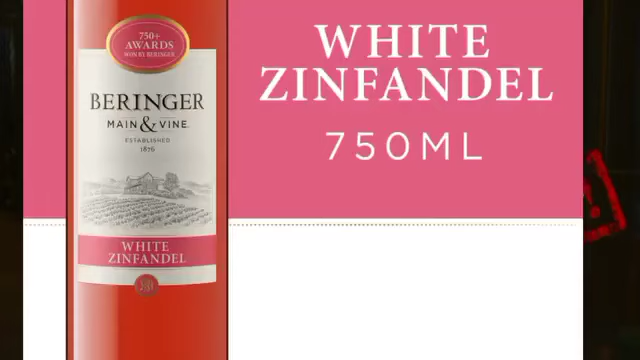 750+
AWARDS
WON BY BERINGER
BERINGER
MAIN & VINE
ESTABLISHED
1876
WHITE
ZINFANDEL
WHITE
ZINFANDEL
750ML